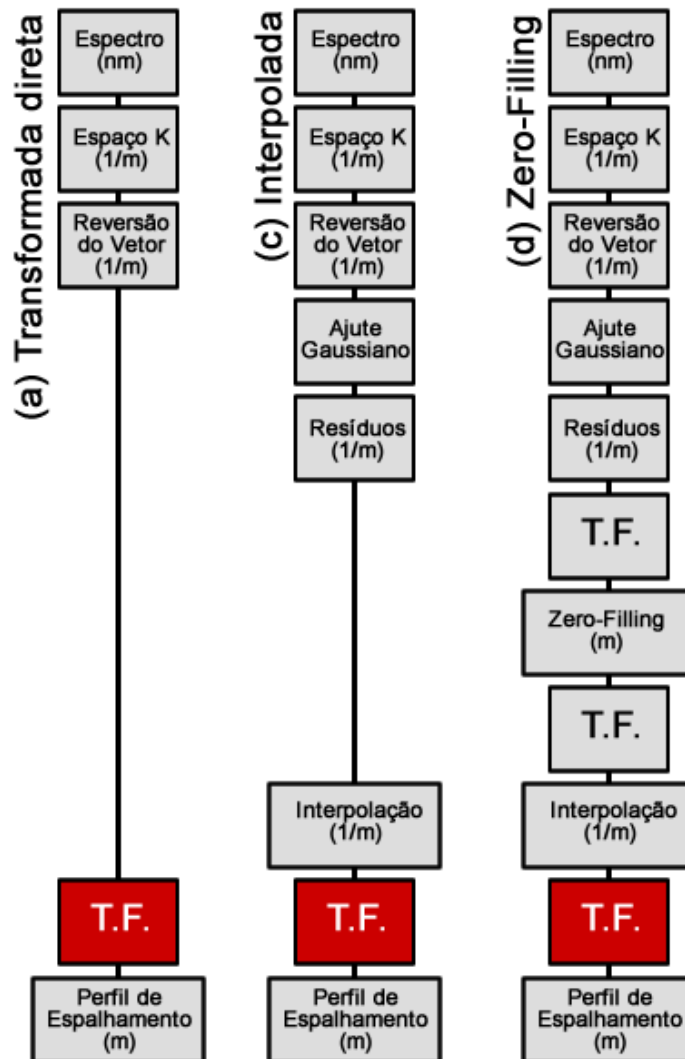 (a) Transformada direta
Espectro
(nm)
Espaço K
(1/m)
Reversão
do Vetor
(1/m)
T.F.
Perfil de
Espalhamento
(m)
(c) Interpolada
Espectro
(nm)
Espaço K
(1/m)
Reversão
do Vetor
(1/m)
Ajute
Gaussiano
Resíduos
(1/m)
Interpolação
(1/m)
T.F.
Perfil de
Espalhamento
(m)
(d) Zero-Filling
Espectro
(nm)
Espaço K
(1/m)
Reversão
do Vetor
(1/m)
Ajute
Gaussiano
Resíduos
(1/m)
T.F.
Zero-Filling
(m)
T.F.
Interpolação
(1/m)
T.F.
Perfil de
Espalhamento
(m)